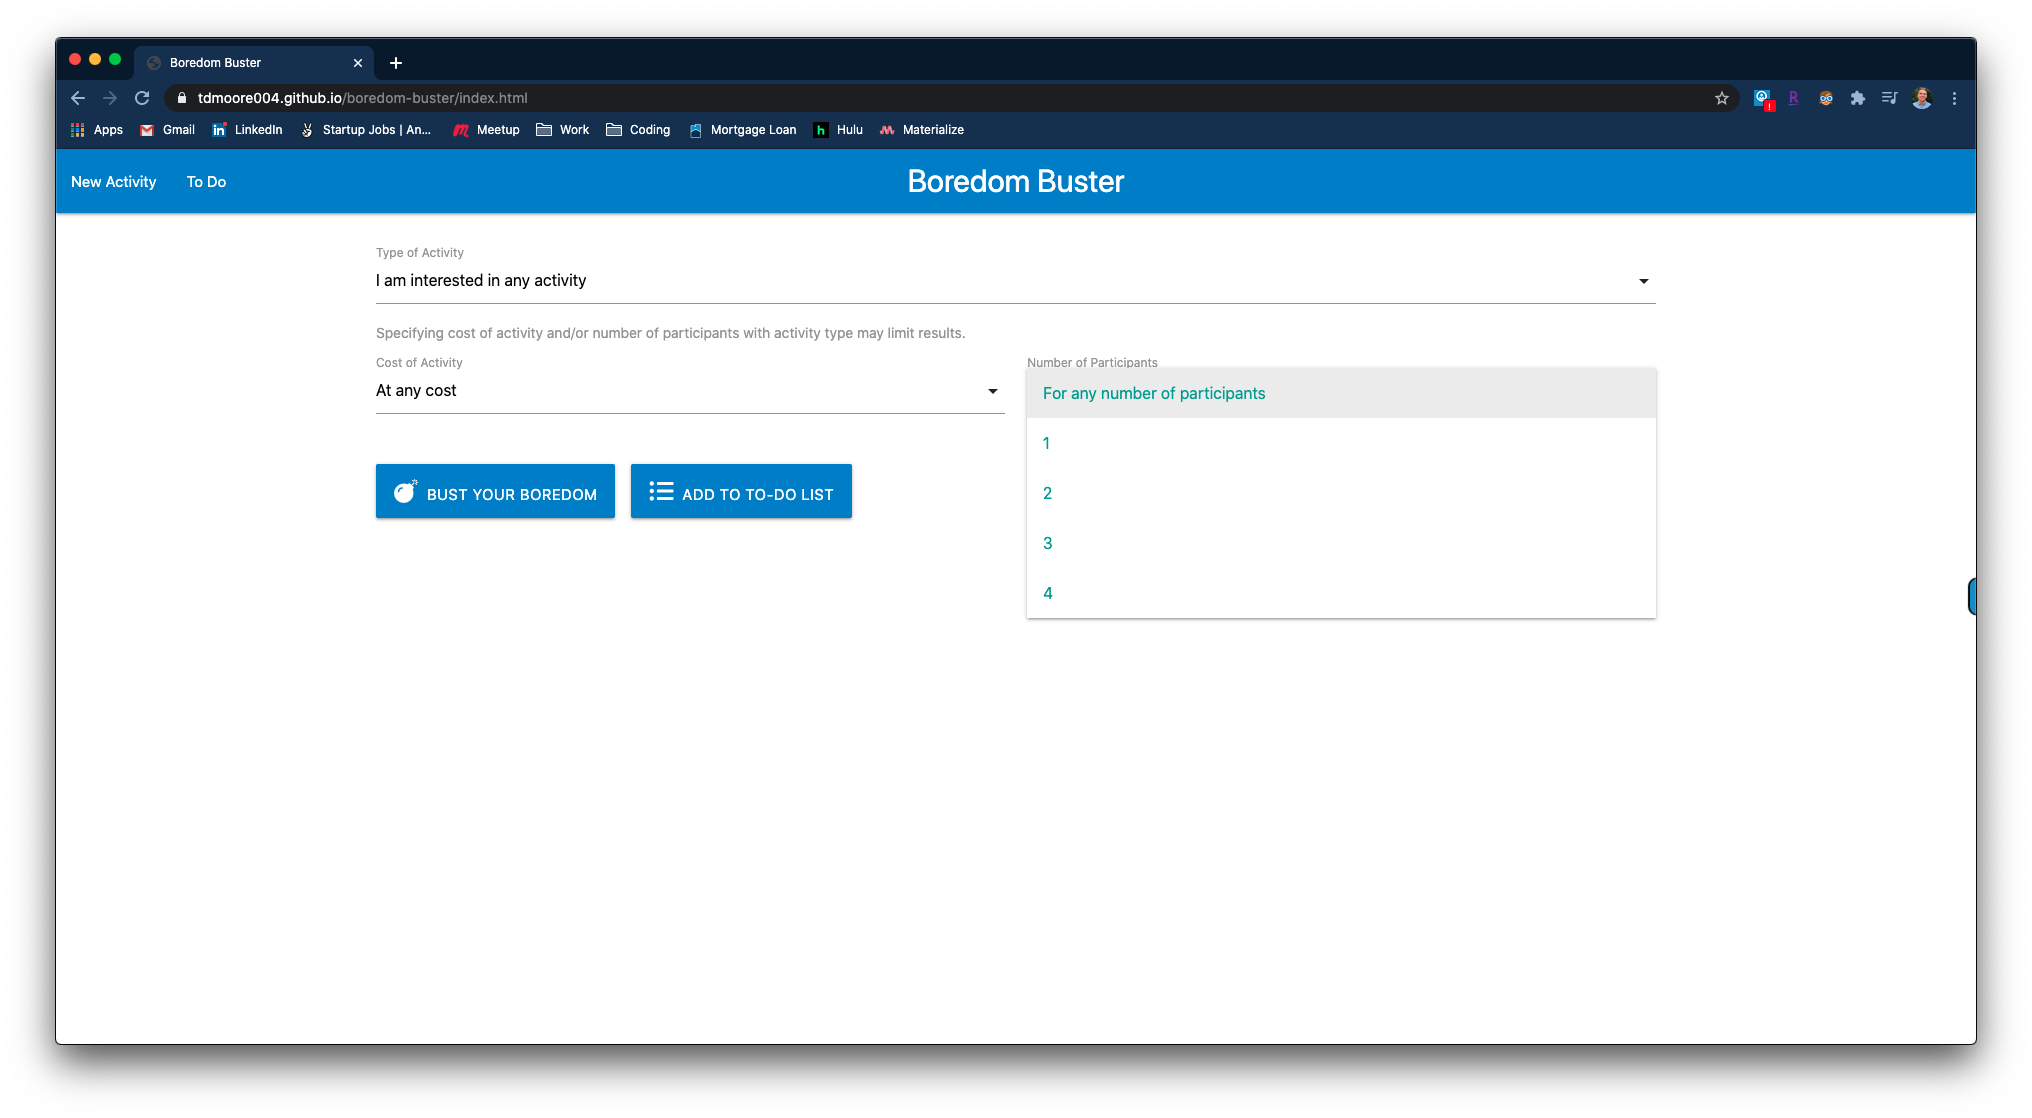 Boredom Buster
tdmoore004.github.io/boredom-buster/index.html
Apps Gmail LinkedIn Startup Jobs | An... Meetup Work Coding Mortgage Loan Hulu Materialize
New Activity To Do Boredom Buster
Type of Activity
I am interested in any activity
Specifying cost of activity and/or number of participants with activity type may limit results.
Cost of Activity Number of Participants
At any cost For any number of participants
1
2
3
4
BUST YOUR BOREDOM ADD TO TO-DO LIST